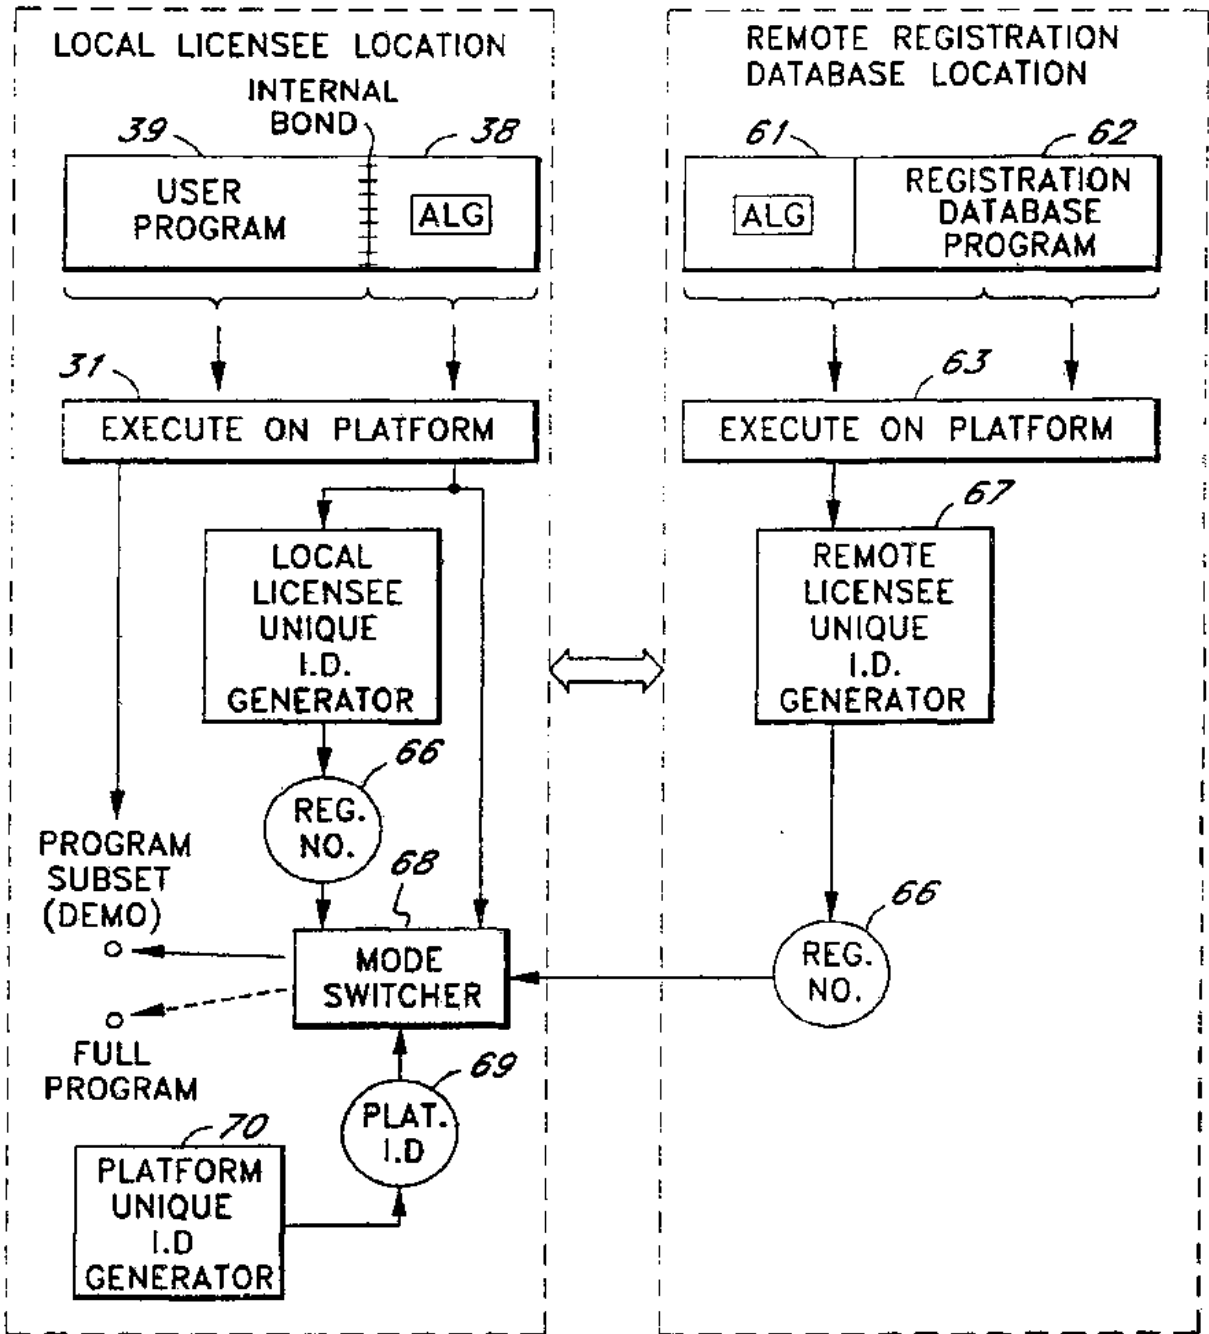 LOCAL LICENSEE LOCATION
INTERNAL
BOND
39
38
USER
PROGRAM
ALG
31
EXECUTE ON PLATFORM
LOCAL
LICENSEE
UNIQUE
I.D.
GENERATOR
66
REG.
NO.
PROGRAM
SUBSET
(DEMO)
68
MODE
SWITCHER
FULL
PROGRAM
69
PLAT.
I.D
70
PLATFORM
UNIQUE
I.D
GENERATOR
REMOTE REGISTRATION
DATABASE LOCATION
61
62
ALG
REGISTRATION
DATABASE
PROGRAM
63
EXECUTE ON PLATFORM
67
REMOTE
LICENSEE
UNIQUE
I.D.
GENERATOR
66
REG.
NO.